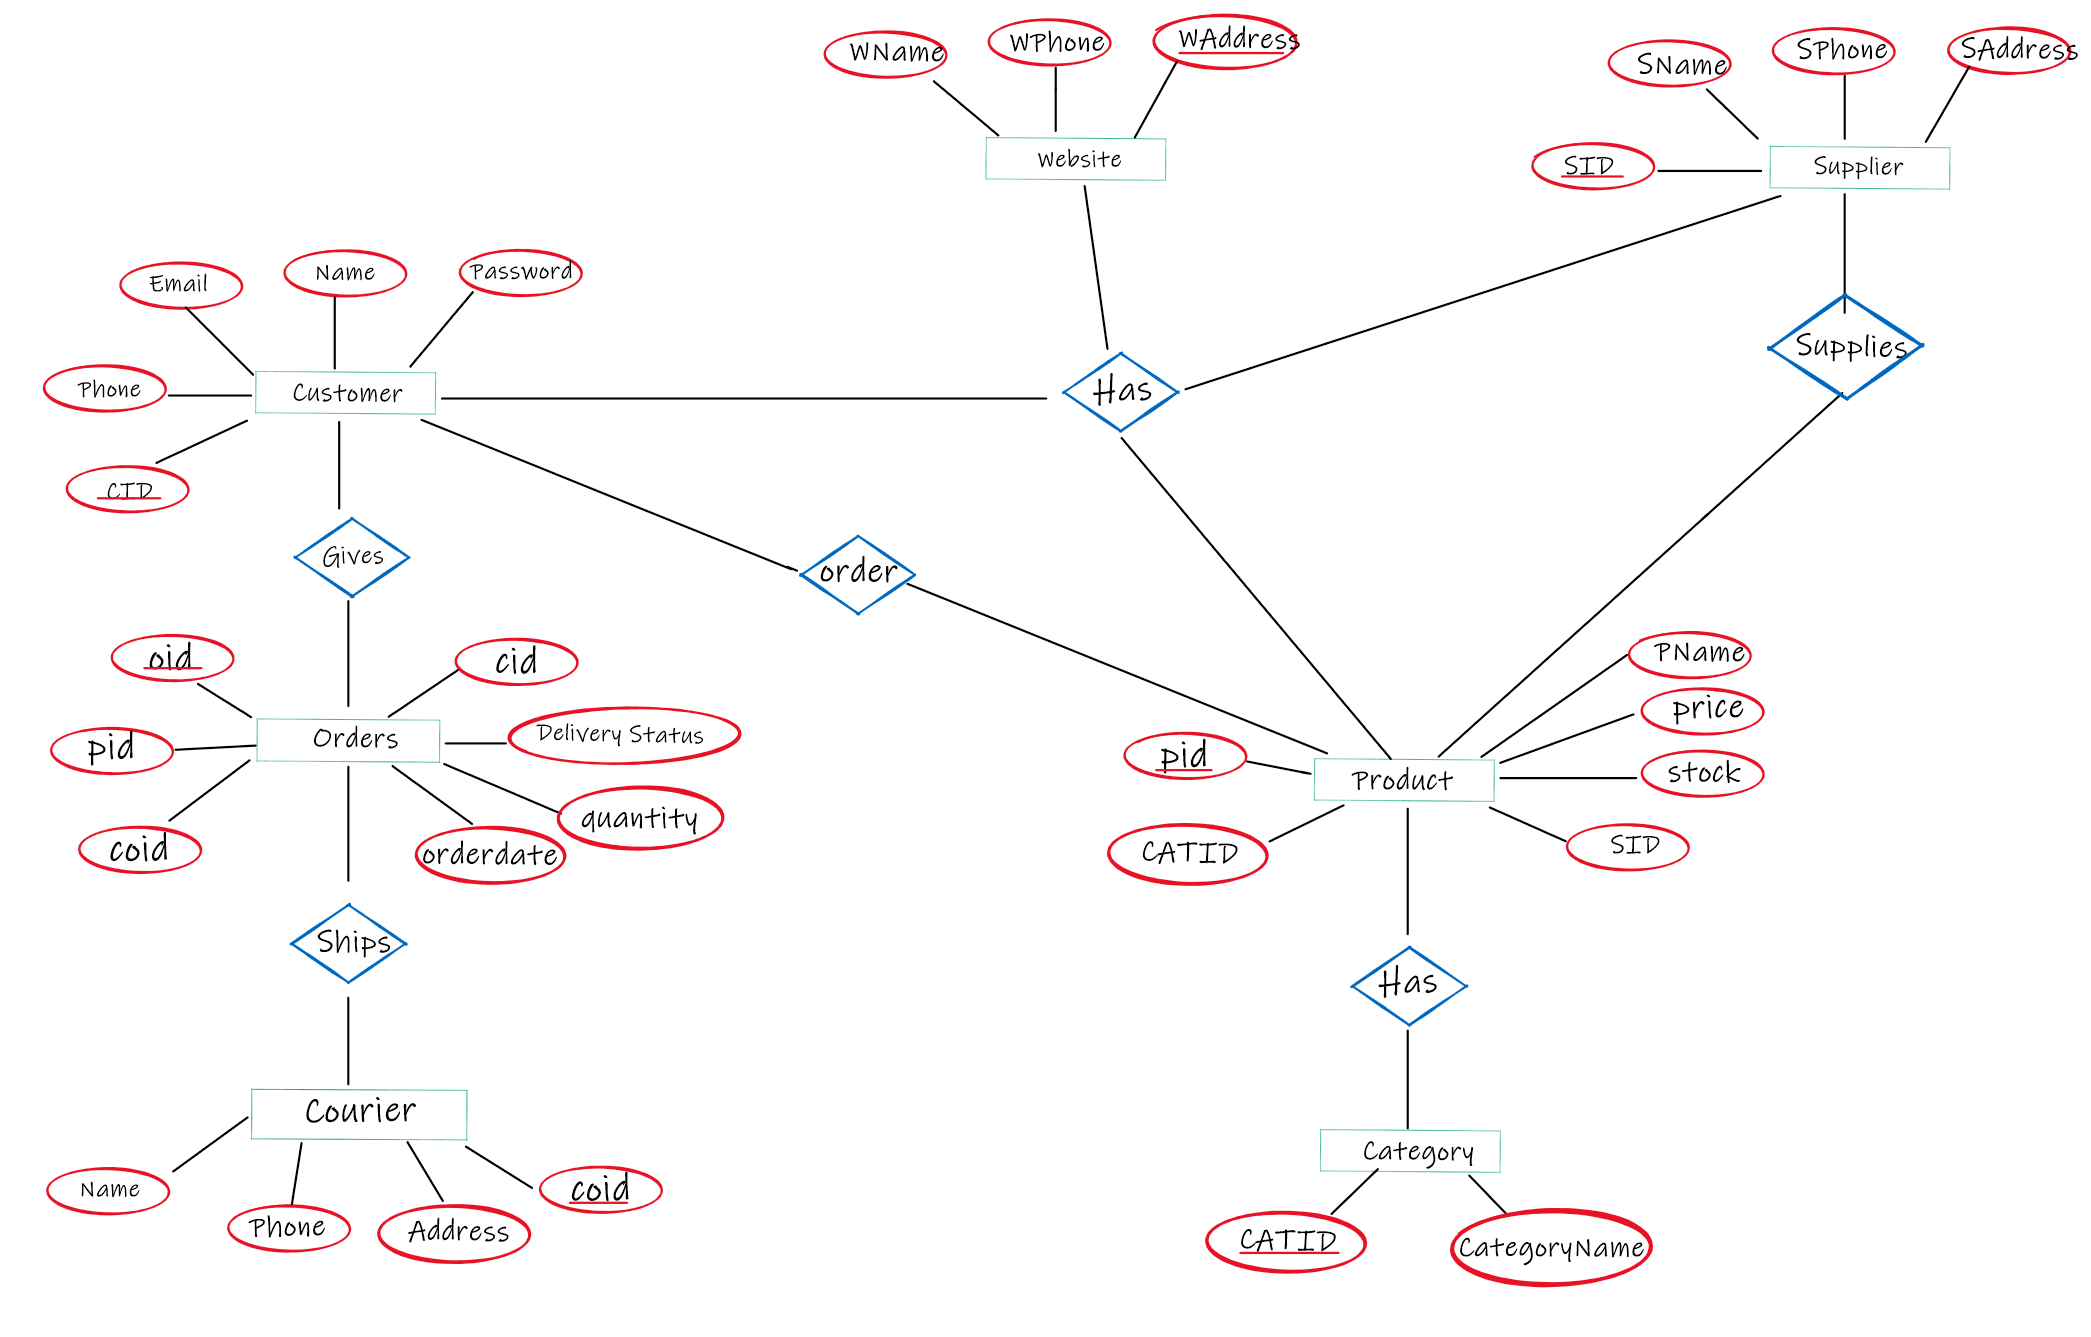 WName
WPhone
WAddress
SName
SPhone
SAddress
Website
SID
Supplier
Email
Name
Password
Phone
Customer
Has
Supplies
CID
Gives
order
oid
cid
pid
Orders
Delivery Status
coid
orderdate
quantity
PName
price
pid
Product
stock
CATID
SID
Ships
Has
Courier
Category
Name
Phone
Address
coid
CATID
CategoryName